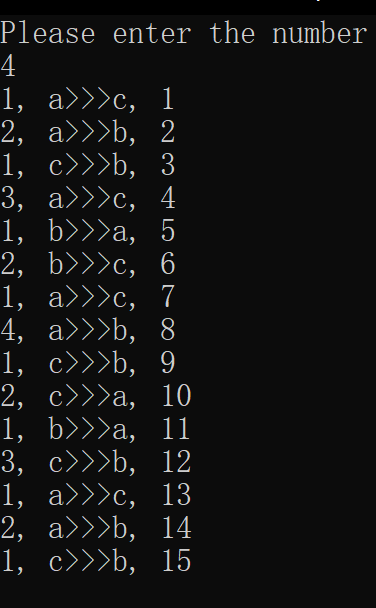 Please enter the number
4
1, a>>>c, 1
2, a>>>b, 2
1, c>>>b, 3
3, a>>>c, 4
1, b>>>a, 5
2, b>>>c, 6
1, a>>>c, 7
4, a>>>b, 8
1, c>>>b, 9
2, c>>>a, 10
1, b>>>a, 11
3, c>>>b, 12
1, a>>>c, 13
2, a>>>b, 14
1, c>>>b, 15